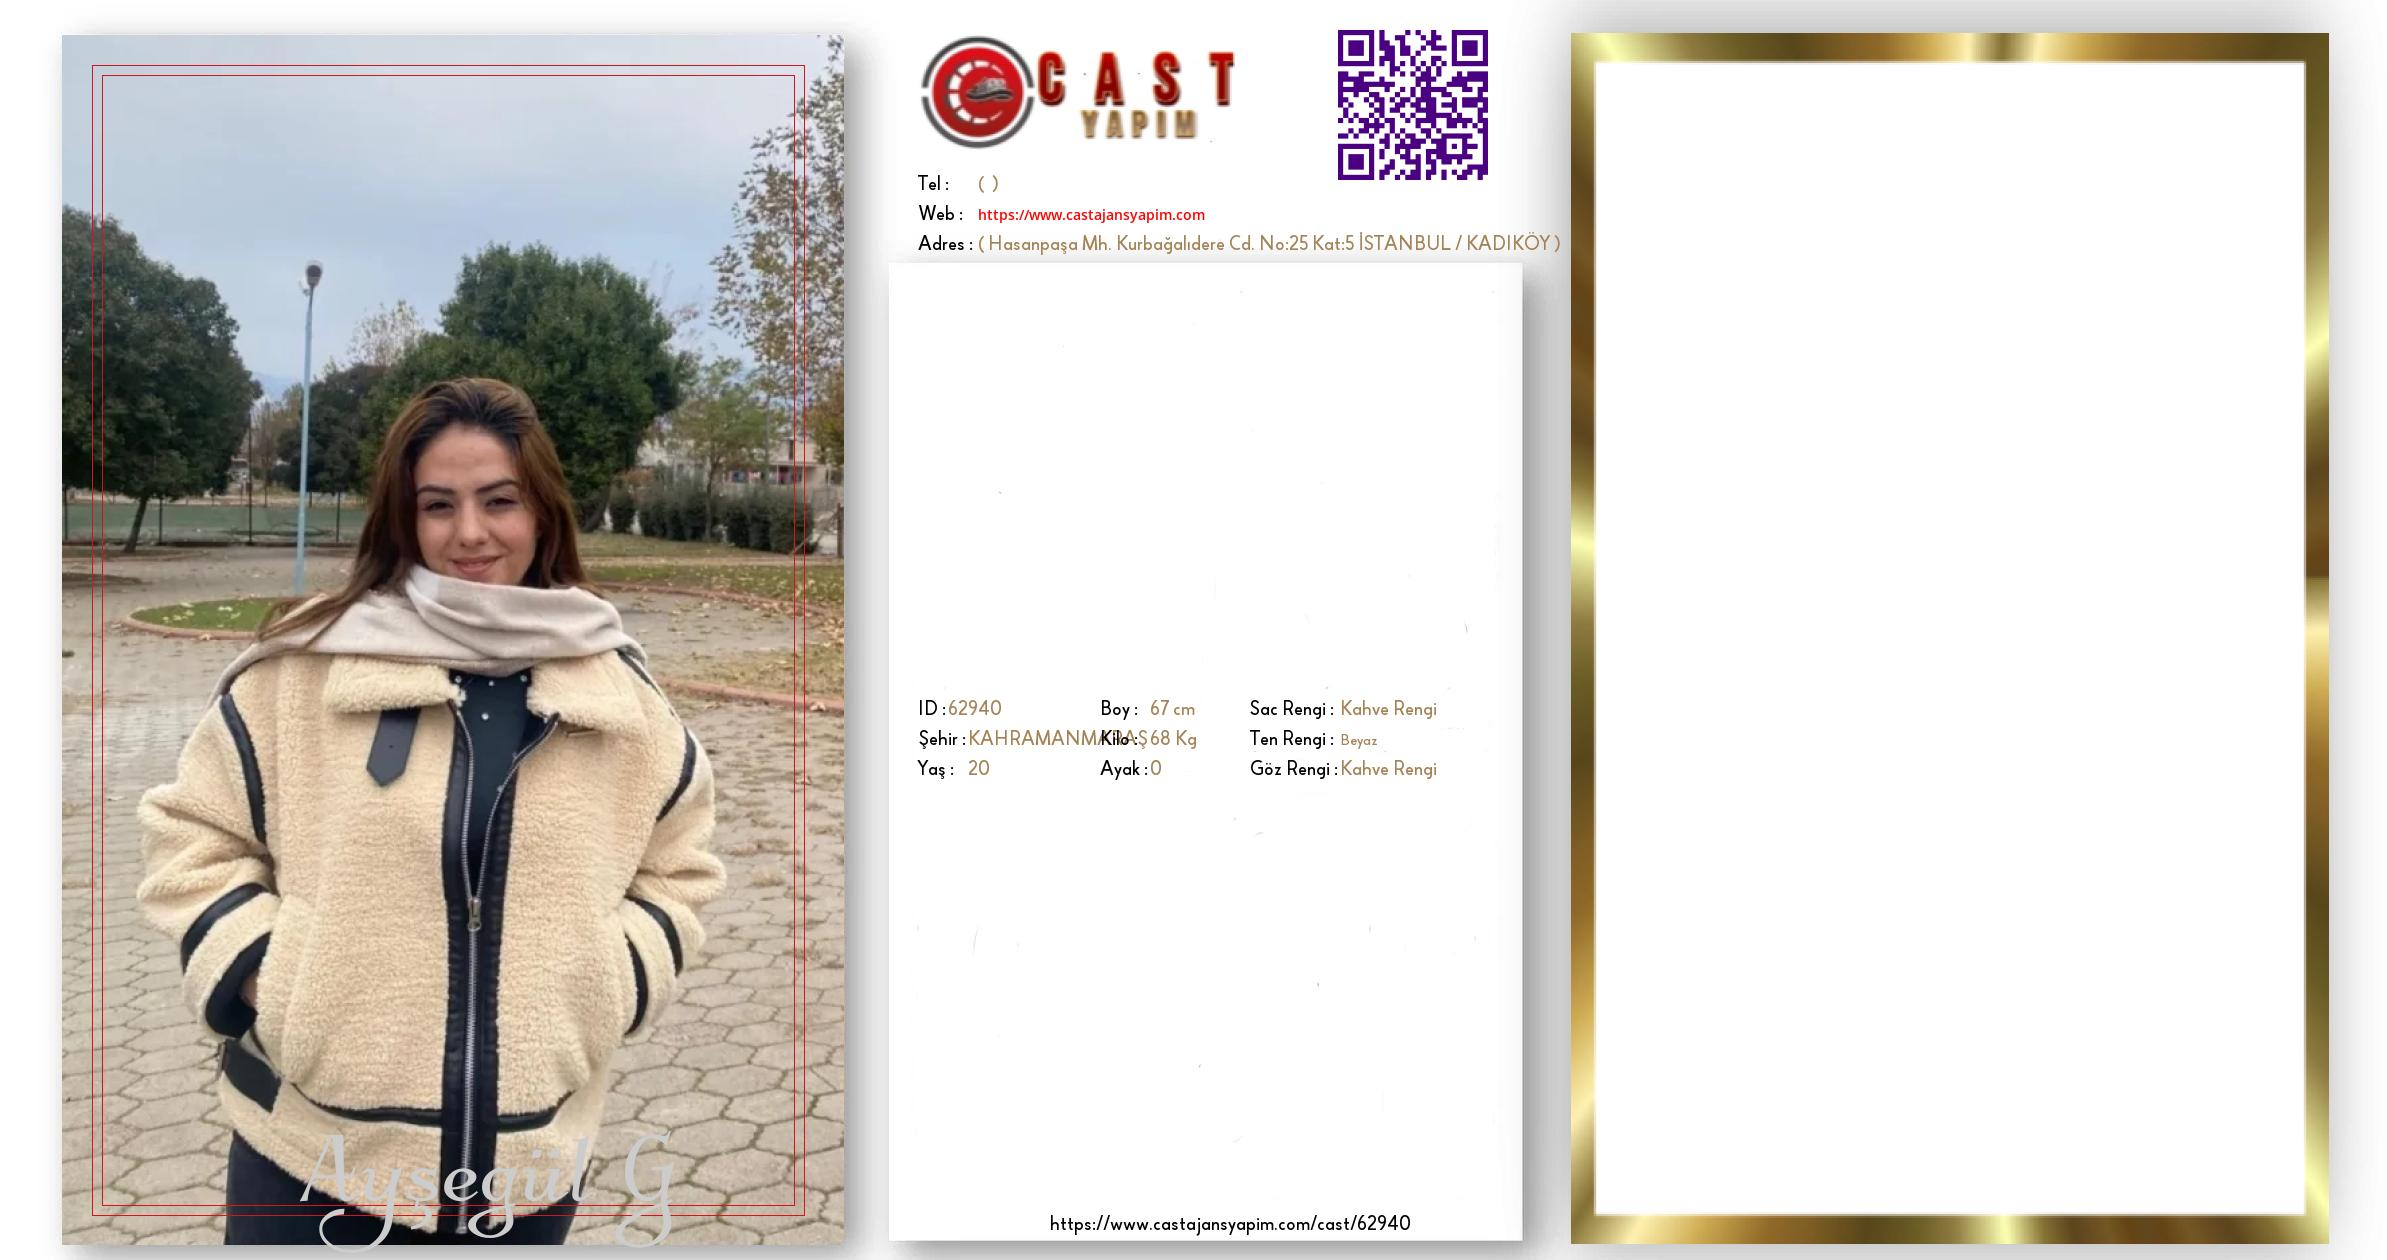 Ayşegül G
CAST
YAPIM
Tel : ( )
Web : https://www.castajansyapim.com
Adres : ( Hasanpaşa Mh. Kurbağalıdere Cd. No:25 Kat:5 İSTANBUL / KADIKÖY )
ID : 62940 Boy : 67 cm Sac Rengi : Kahve Rengi
Şehir : KAHRAMANMARAŞ Kilo : 68 Kg Ten Rengi : Beyaz
Yaş : 20 Ayak : 0 Göz Rengi : Kahve Rengi
https://www.castajansyapim.com/cast/62940